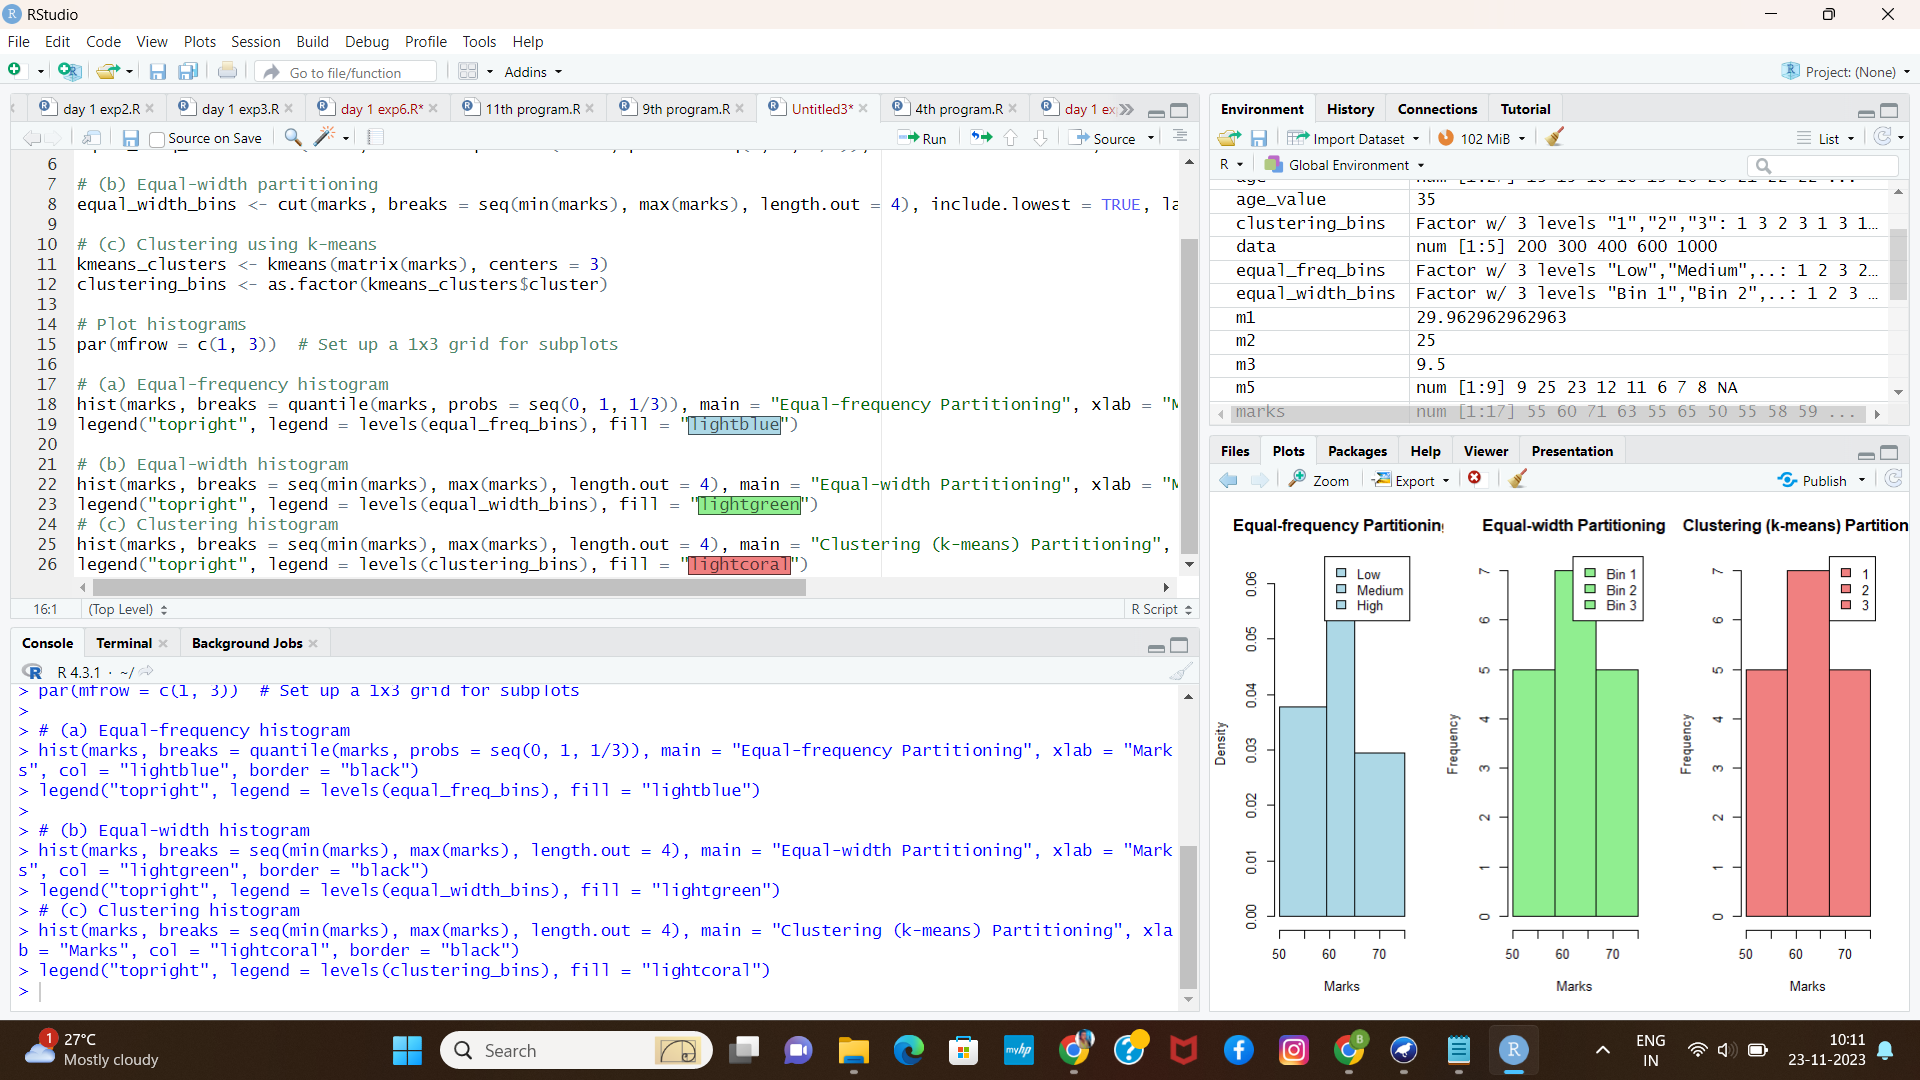 RStudio
File Edit Code View Plots Session Build Debug Profile Tools Help
Go to file/function Addins Project: (None)
day 1 exp2.R day 1 exp3.R day 1 exp6.R* 11th program.R 9th program.R Untitled3* 4th program.R day 1 ex
Source on Save Run Source
6
7 # (b) Equal-width partitioning
8 equal_width_bins <- cut(marks, breaks = seq(min(marks), max(marks), length.out = 4), include.lowest = TRUE, la
9
10 # (c) Clustering using k-means
11 kmeans_clusters <- kmeans(matrix(marks), centers = 3)
12 clustering_bins <- as.factor(kmeans_clusters$cluster)
13
14 # Plot histograms
15 par(mfrow = c(1, 3))  # Set up a 1x3 grid for subplots
16
17 # (a) Equal-frequency histogram
18 hist(marks, breaks = quantile(marks, probs = seq(0, 1, 1/3)), main = "Equal-frequency Partitioning", xlab = "M
19 legend("topright", legend = levels(equal_freq_bins), fill = "lightblue")
20
21 # (b) Equal-width histogram
22 hist(marks, breaks = seq(min(marks), max(marks), length.out = 4), main = "Equal-width Partitioning", xlab = "M
23 legend("topright", legend = levels(equal_width_bins), fill = "lightgreen")
24 # (c) Clustering histogram
25 hist(marks, breaks = seq(min(marks), max(marks), length.out = 4), main = "Clustering (k-means) Partitioning",
26 legend("topright", legend = levels(clustering_bins), fill = "lightcoral")
16:1 (Top Level) R Script
Console Terminal Background Jobs
R 4.3.1 · ~/
> par(mfrow = c(1, 3))  # Set up a 1x3 grid for subplots
>
> # (a) Equal-frequency histogram
> hist(marks, breaks = quantile(marks, probs = seq(0, 1, 1/3)), main = "Equal-frequency Partitioning", xlab = "Mark
s", col = "lightblue", border = "black")
> legend("topright", legend = levels(equal_freq_bins), fill = "lightblue")
>
> # (b) Equal-width histogram
> hist(marks, breaks = seq(min(marks), max(marks), length.out = 4), main = "Equal-width Partitioning", xlab = "Mark
s", col = "lightgreen", border = "black")
> legend("topright", legend = levels(equal_width_bins), fill = "lightgreen")
> # (c) Clustering histogram
> hist(marks, breaks = seq(min(marks), max(marks), length.out = 4), main = "Clustering (k-means) Partitioning", xla
b = "Marks", col = "lightcoral", border = "black")
> legend("topright", legend = levels(clustering_bins), fill = "lightcoral")
>
Environment History Connections Tutorial
Import Dataset 102 MiB List
R Global Environment
age_value 35
clustering_bins Factor w/ 3 levels "1","2","3": 1 3 2 3 1 3 1…
data num [1:5] 200 300 400 600 1000
equal_freq_bins Factor w/ 3 levels "Low","Medium",..: 1 2 3 2…
equal_width_bins Factor w/ 3 levels "Bin 1","Bin 2",..: 1 2 3 …
m1 29.962962962963
m2 25
m3 9.5
m5 num [1:9] 9 25 23 12 11 6 7 8 NA
marks num [1:17] 55 60 71 63 55 65 50 55 58 59 ...
Files Plots Packages Help Viewer Presentation
Zoom Export Publish
Equal-frequency Partitioning
Low
Medium
High
0.06
0.05
0.04
0.03
0.02
0.01
0.00
Density
50 60 70
Marks
Equal-width Partitioning
Bin 1
Bin 2
Bin 3
7
6
5
4
3
2
1
0
Frequency
50 60 70
Marks
Clustering (k-means) Partition
1
2
3
7
6
5
4
3
2
1
0
Frequency
50 60 70
Marks
1
27°C
Mostly cloudy
Search
myhp
B
R
ENG
IN
10:11
23-11-2023